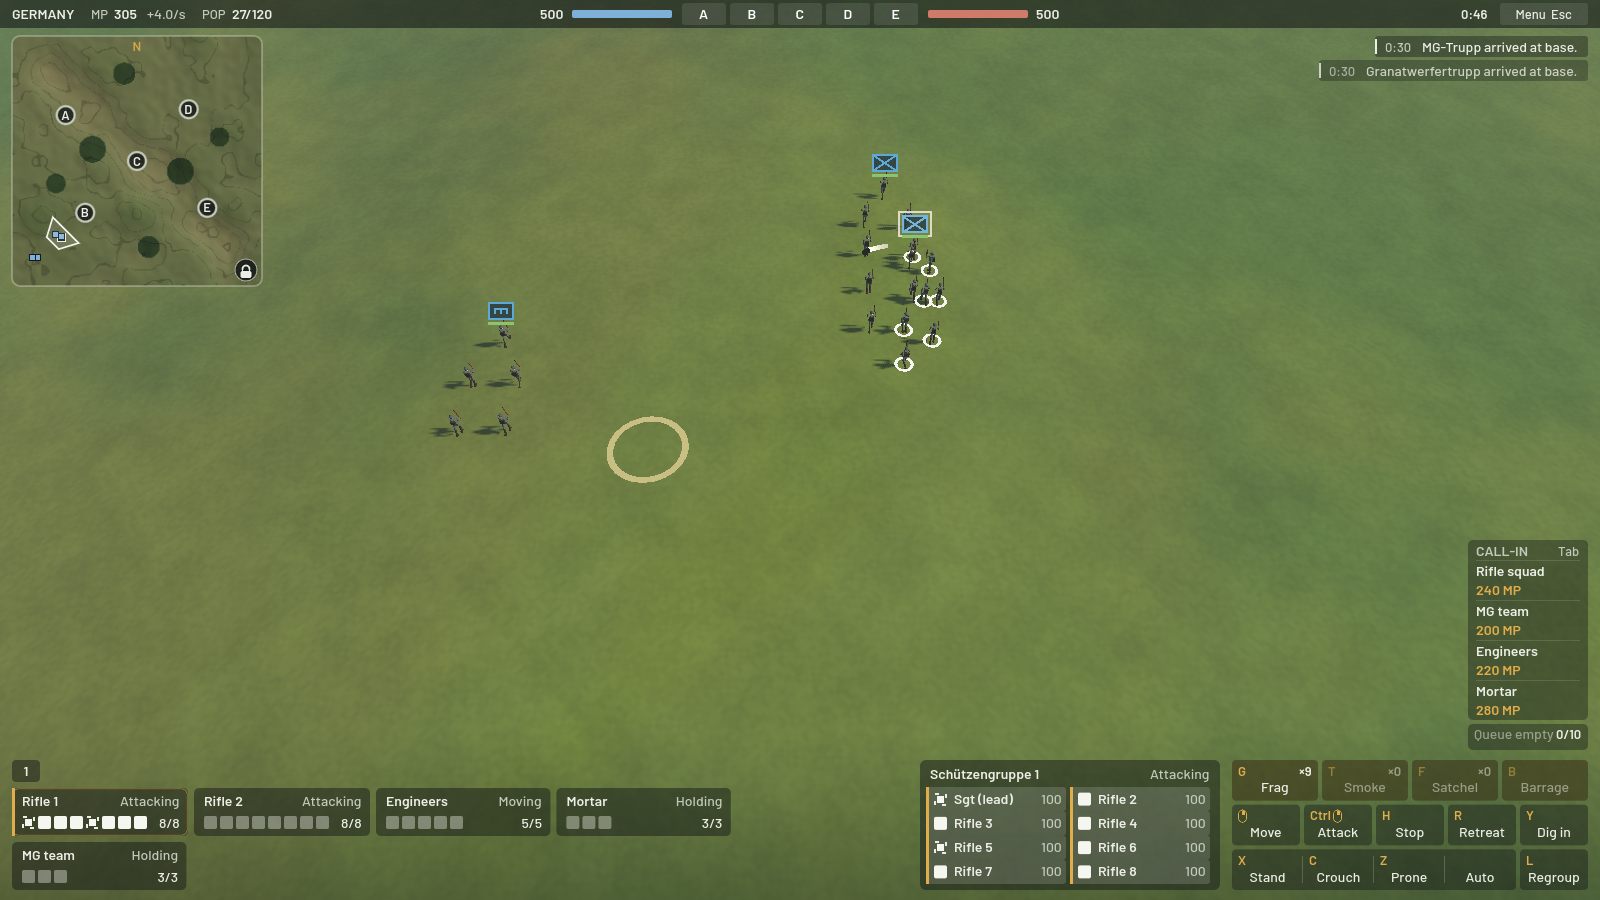 GERMANY MP 305 +4.0/s POP 27/120
500 A B C D E 500
0:46 Menu Esc
N
A
D
C
B
E
0:30 MG-Trupp arrived at base.
0:30 Granatwerfertrupp arrived at base.
E
CALL-IN Tab
Rifle squad
240 MP
MG team
200 MP
Engineers
220 MP
Mortar
280 MP
Queue empty 0/10
1
Rifle 1 Attacking
8/8
Rifle 2 Attacking
8/8
Engineers Moving
5/5
Mortar Holding
3/3
MG team Holding
3/3
Schützengruppe 1 Attacking
Sgt (lead) 100 Rifle 2 100
Rifle 3 100 Rifle 4 100
Rifle 5 100 Rifle 6 100
Rifle 7 100 Rifle 8 100
G ×9 T ×0 F ×0 B
Frag Smoke Satchel Barrage
Ctrl H R Y
Move Attack Stop Retreat Dig in
X C Z L
Stand Crouch Prone Auto Regroup